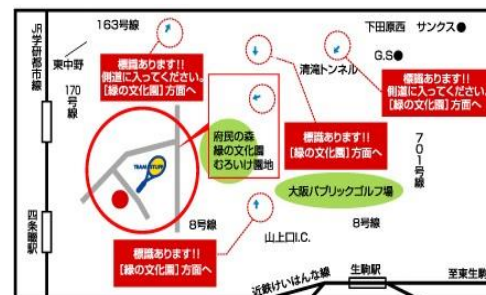 163号線
下田原西 サンクス
JR学研都市線
東中野
標識あります!!
側道に入ってください。
[緑の文化園]方面へ
清滝トンネル
G.S
標識あります!!
側道に入ってください。
[緑の文化園]方面へ
170号線
府民の森
緑の文化園
むろいけ園地
標識あります!!
[緑の文化園]方面へ
701号線
大阪パブリックゴルフ場
四条畷駅
8号線
8号線
山上口I.C.
標識あります!!
[緑の文化園]方面へ
近鉄けいはんな線
生駒駅
至東生駒